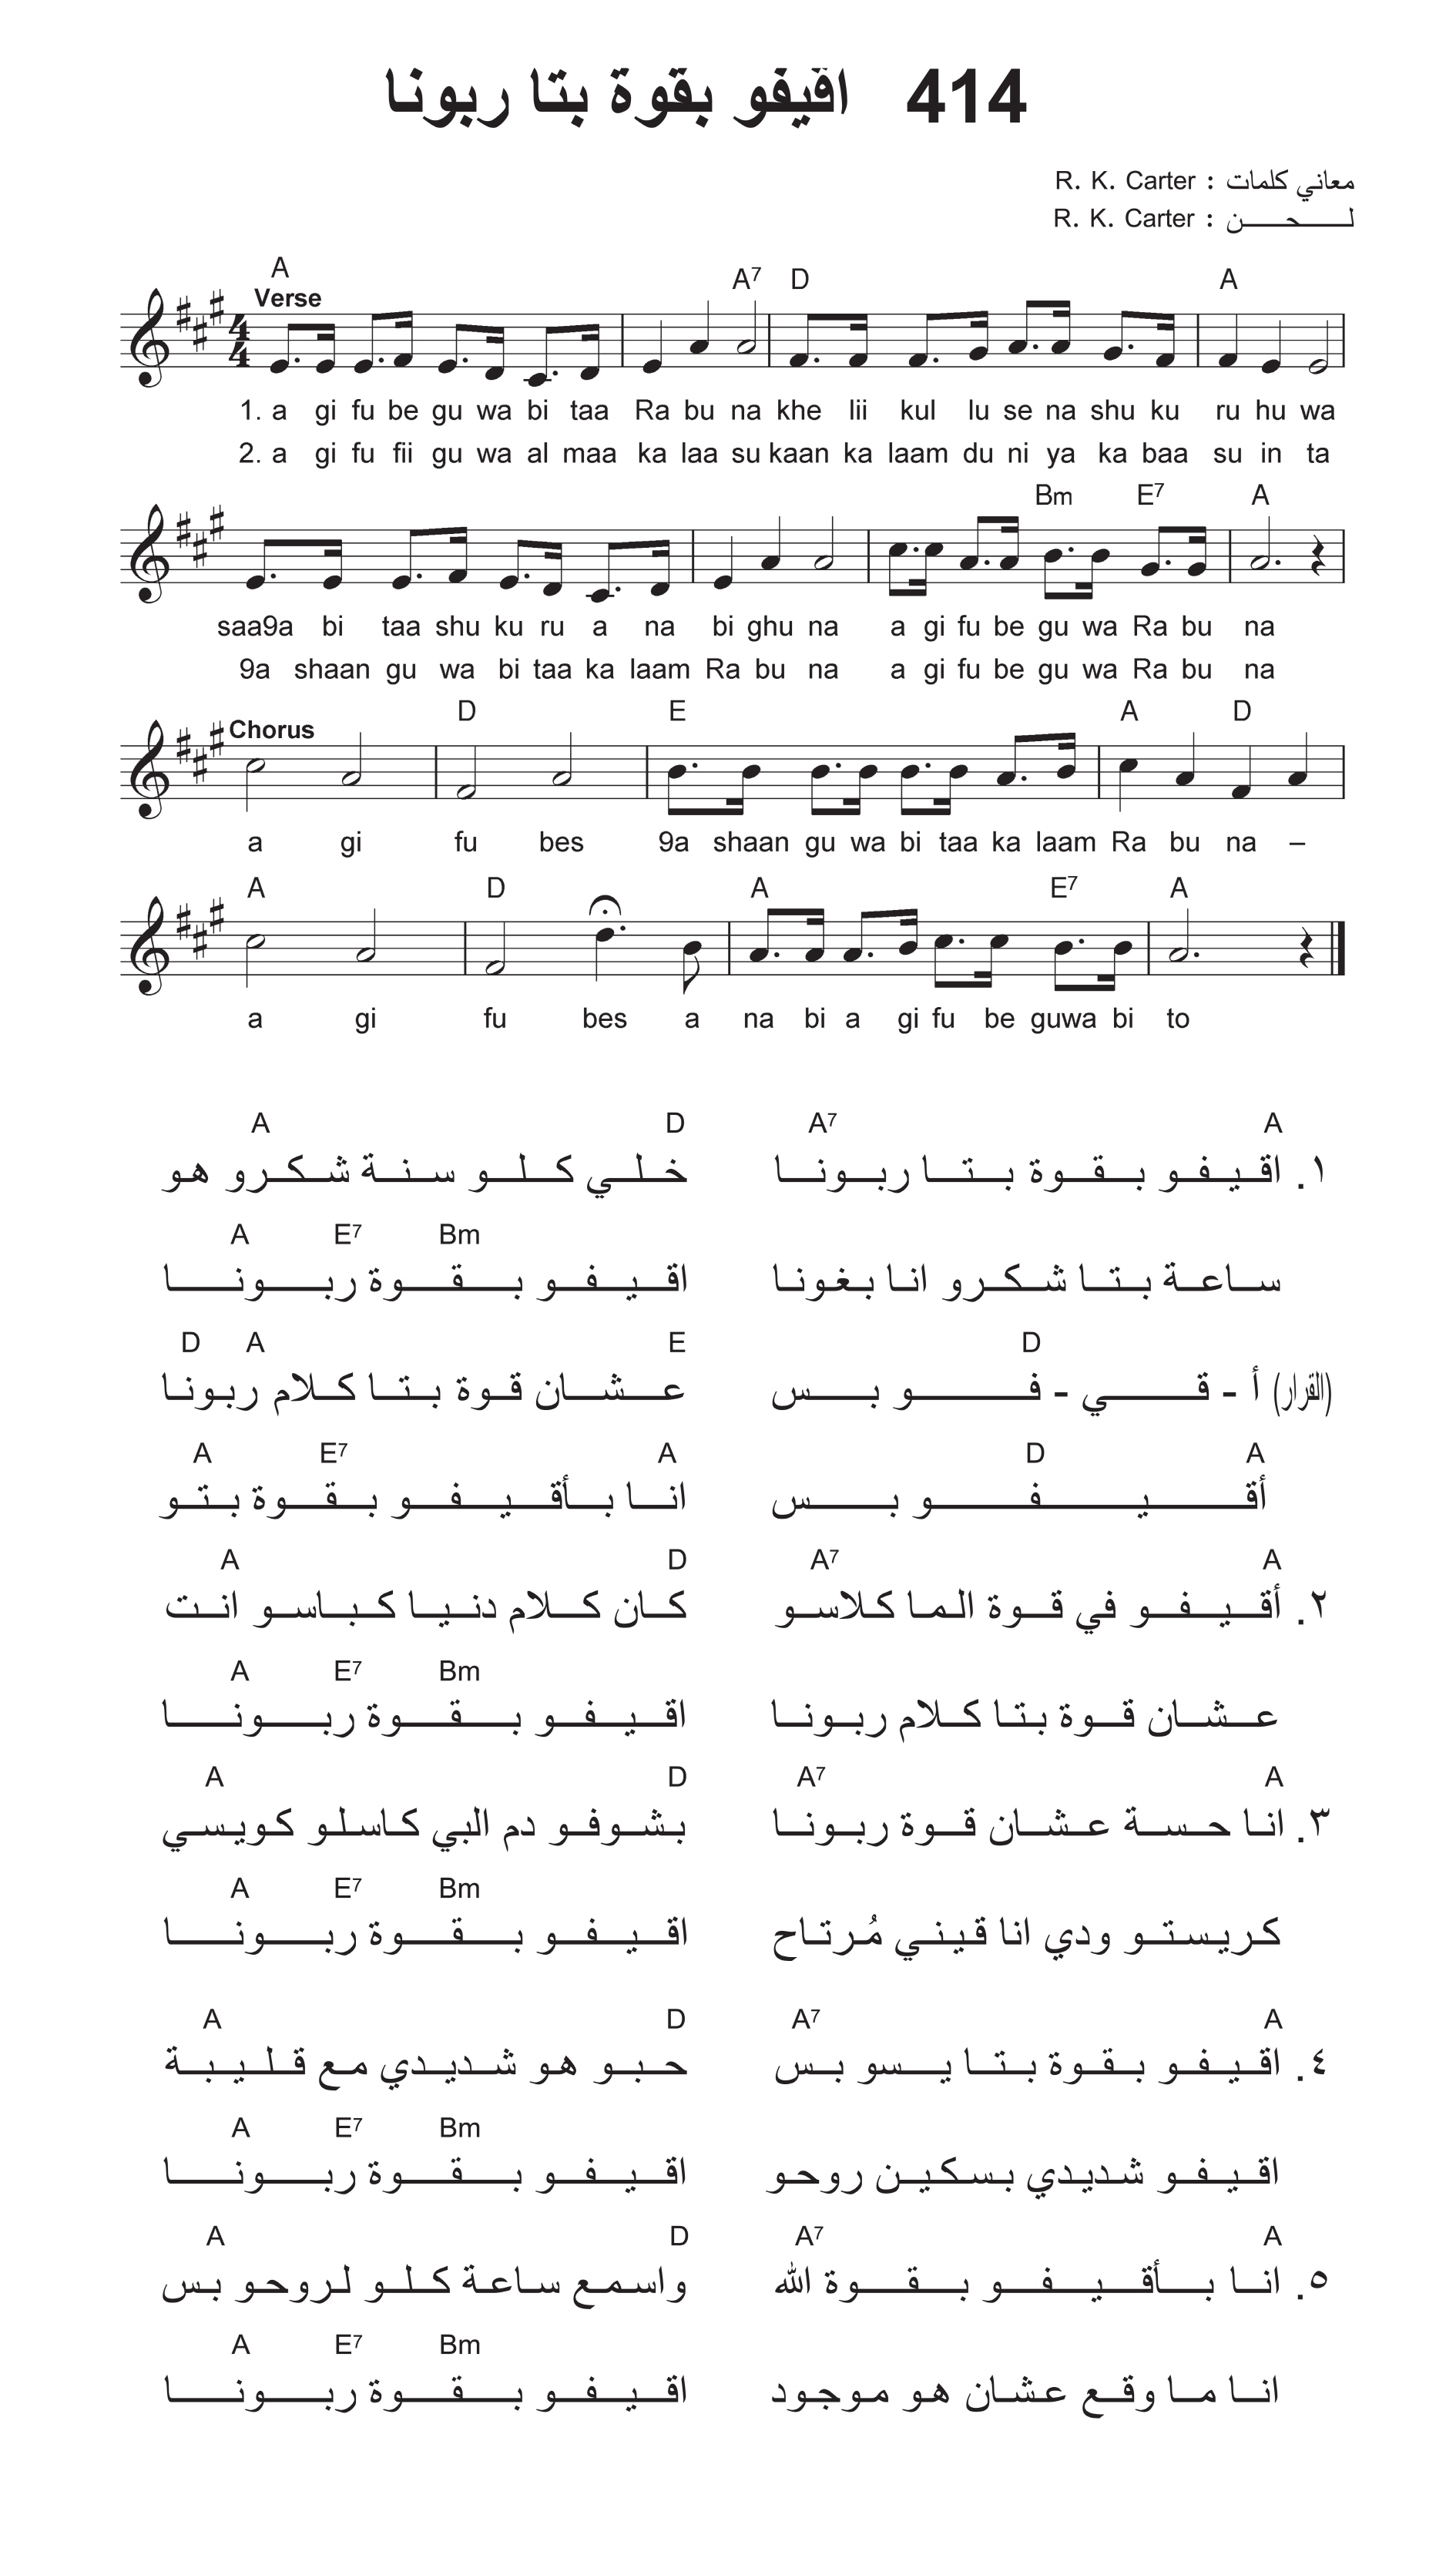 414 اقيفو بقوة بتا ربونا
معاني كلمات : R. K. Carter
لحن : R. K. Carter
A A7 D A
Verse
1. a gi fu be gu wa bi taa Ra bu na khe lii kul lu se na shu ku ru hu wa
2. a gi fu fii gu wa al maa ka laa su kaan ka laam du ni ya ka baa su in ta
Bm E7 A
saa9a bi taa shu ku ru a na bi ghu na a gi fu be gu wa Ra bu na
9a shaan gu wa bi taa ka laam Ra bu na a gi fu be gu wa Ra bu na
D E A D
Chorus
a gi fu bes 9a shaan gu wa bi taa ka laam Ra bu na –
A D A E7 A
a gi fu bes a na bi a gi fu be guwa bi to
A D A7 A
١. اقيفو بقوة بتا ربونا خلي كلو سنة شكرو هو
A E7 Bm
ساعة بتا شكرو انا بغونا اقيفو بقوة ربونا
D A E D
(القرار) أ - قي - فو بس عشان قوة بتا كلام ربونا
A E7 A D A
أقيفو بس انا بأقيفو بقوة بتو
A D A7 A
٢. أقيفو في قوة الما كلاسو كان كلام دنيا كباسو انت
A E7 Bm
عشان قوة بتا كلام ربونا اقيفو بقوة ربونا
A D A7 A
٣. انا حسة عشان قوة ربونا بشوفو دم البي كاسلو كويسي
A E7 Bm
كريستو ودي انا قيني مُرتاح اقيفو بقوة ربونا
A D A7 A
٤. اقيفو بقوة بتا يسو بس حبو هو شديدي مع قليبة
A E7 Bm
اقيفو شديدي بسكين روحو اقيفو بقوة ربونا
A D A7 A
٥. انا بأقيفو بقوة الله واسمع ساعة كلو لروحو بس
A E7 Bm
انا ما وقع عشان هو موجود اقيفو بقوة ربونا